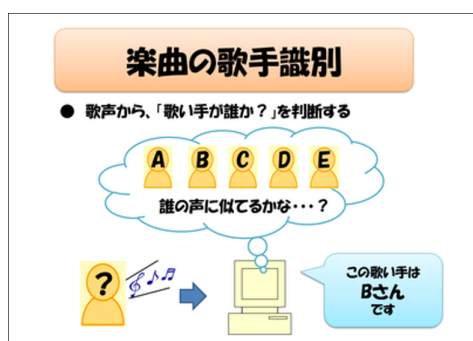 楽曲の歌手識別
● 歌声から、「歌い手が誰か？」を判断する
A B C D E
誰の声に似てるかな・・・？
?
この歌い手は
Bさん
です